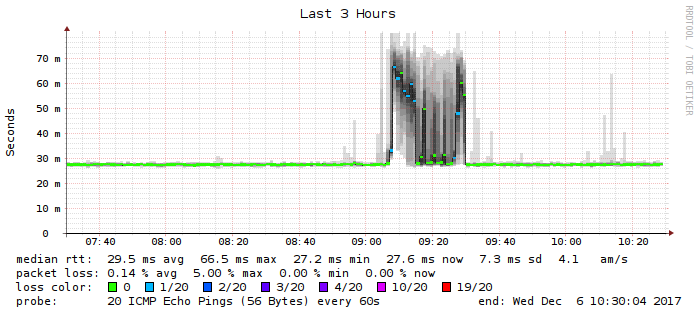 Last 3 Hours
RRDTOOL / TOBI OETIKER
Seconds
70 m
60 m
50 m
40 m
30 m
20 m
10 m
0
07:40 08:00 08:20 08:40 09:00 09:20 09:40 10:00 10:20
median rtt: 29.5 ms avg 66.5 ms max 27.2 ms min 27.6 ms now 7.3 ms sd 4.1 am/s
packet loss: 0.14 % avg 5.00 % max 0.00 % min 0.00 % now
loss color: 0 1/20 2/20 3/20 4/20 10/20 19/20
probe: 20 ICMP Echo Pings (56 Bytes) every 60s end: Wed Dec 6 10:30:04 2017